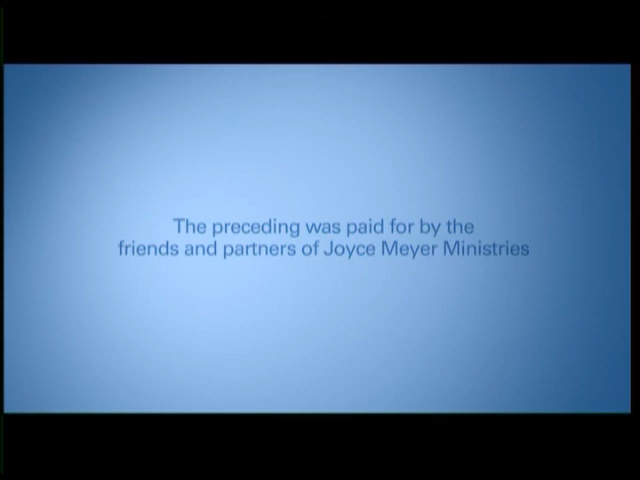 The preceding was paid for by the
friends and partners of Joyce Meyer Ministries